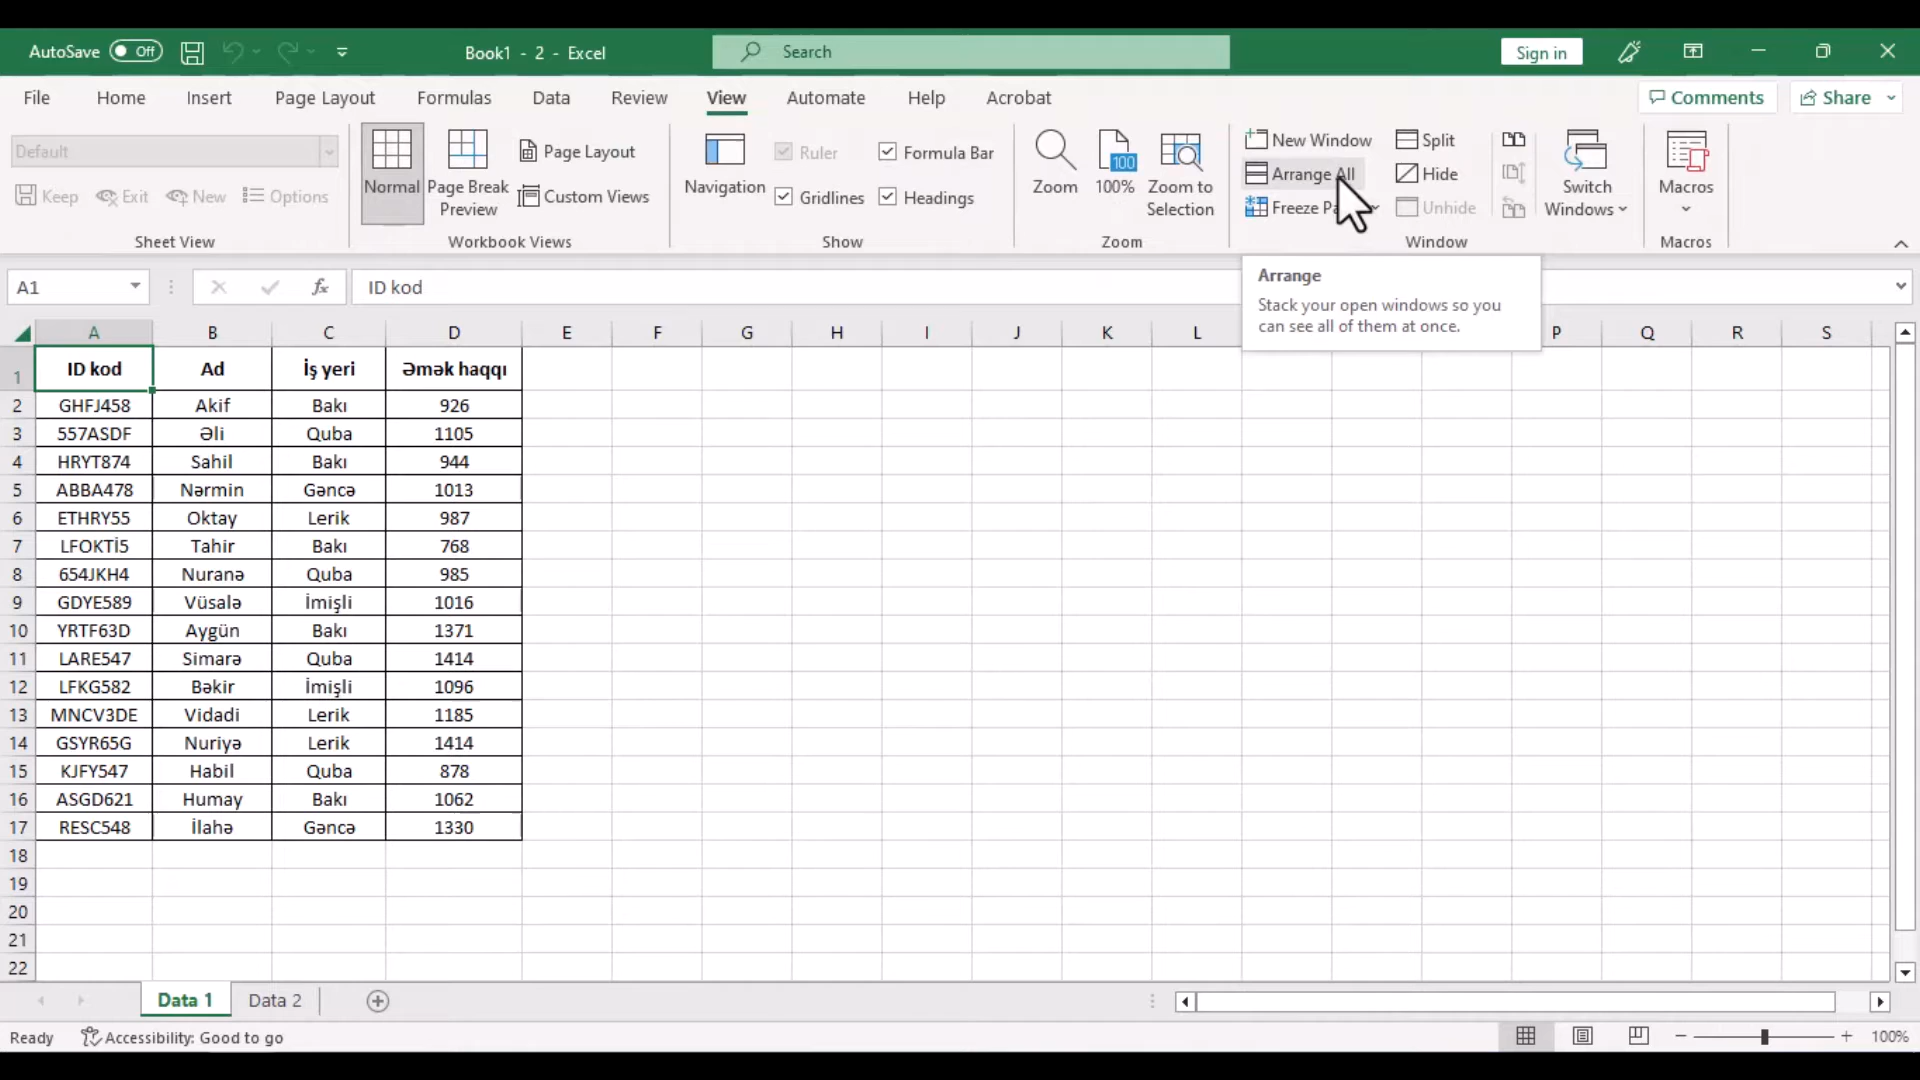 AutoSave Off Book1 - 2 - Excel Search Sign in
File Home Insert Page Layout Formulas Data Review View Automate Help Acrobat Comments Share
Default
Keep Exit New Options
Sheet View
Normal
Page Break Preview
Page Layout
Custom Views
Workbook Views
Navigation
Ruler
Formula Bar
Gridlines
Headings
Show
Zoom
100
100%
Zoom to Selection
Zoom
New Window
Arrange All
Freeze
Split
Hide
Unhide
Switch Windows
Window
Macros
Macros
Arrange
Stack your open windows so you
can see all of them at once.
A1 fx ID kod
A B C D E F G H I J K L P Q R S
1 ID kod Ad İş yeri Əmək haqqı
2 GHFJ458 Akif Bakı 926
3 557ASDF Əli Quba 1105
4 HRYT874 Sahil Bakı 944
5 ABBA478 Nərmin Gəncə 1013
6 ETHRY55 Oktay Lerik 987
7 LFOKTİ5 Tahir Bakı 768
8 654JKH4 Nuranə Quba 985
9 GDYE589 Vüsalə İmişli 1016
10 YRTF63D Aygün Bakı 1371
11 LARE547 Simarə Quba 1414
12 LFKG582 Bəkir İmişli 1096
13 MNCV3DE Vidadi Lerik 1185
14 GSYR65G Nuriyə Lerik 1414
15 KJFY547 Habil Quba 878
16 ASGD621 Humay Bakı 1062
17 RESC548 İlahə Gəncə 1330
18
19
20
21
22
Data 1 Data 2
Ready Accessibility: Good to go 100%